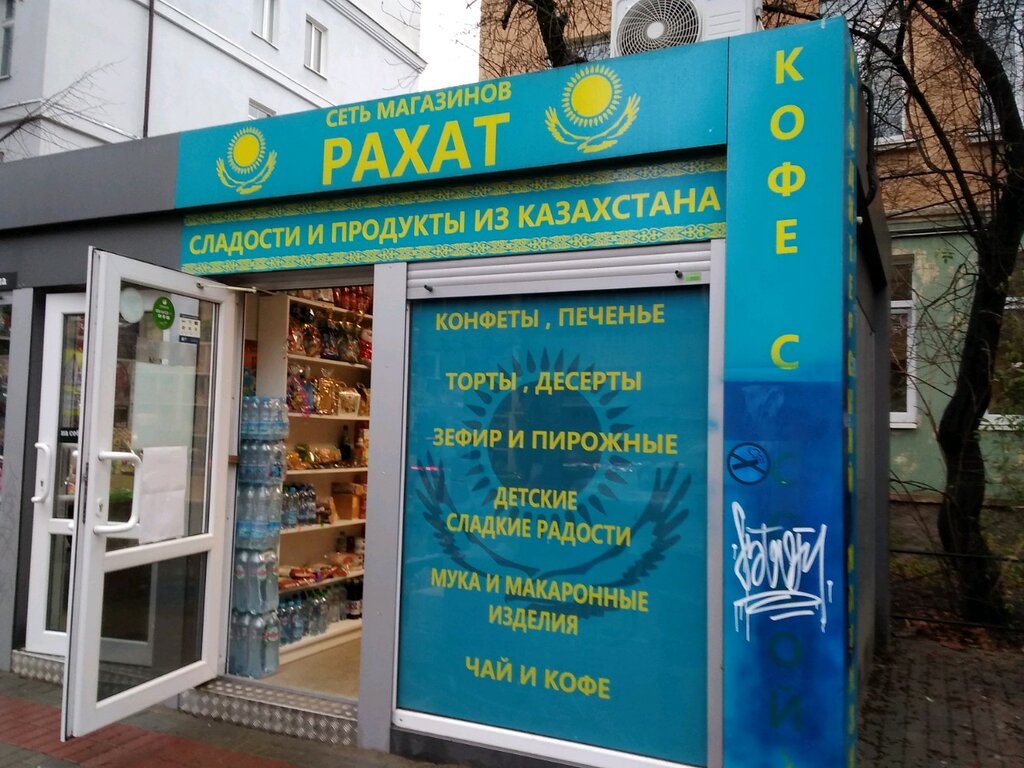 СЕТЬ МАГАЗИНОВ
РАХАТ
СЛАДОСТИ И ПРОДУКТЫ ИЗ КАЗАХСТАНА
КОНФЕТЫ , ПЕЧЕНЬЕ
ТОРТЫ , ДЕСЕРТЫ
ЗЕФИР И ПИРОЖНЫЕ
ДЕТСКИЕ
СЛАДКИЕ РАДОСТИ
МУКА И МАКАРОННЫЕ
ИЗДЕЛИЯ
ЧАЙ И КОФЕ
КОФЕ С